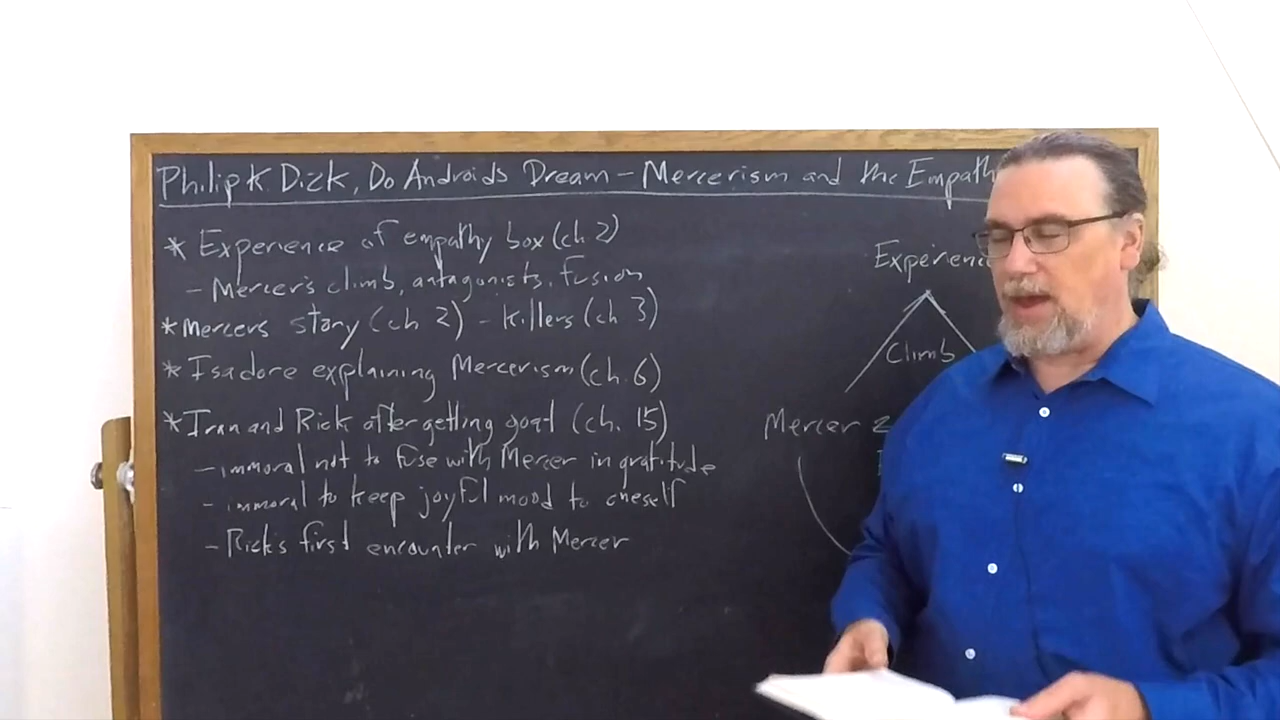 Philip K. Dick, Do Androids Dream - Mercerism and the Empath
* Experience of empathy box (ch 2)
- Mercer's climb, antagonists, fusion
* Mercer's story (ch 2) - Killers (ch 3)
* Isadore explaining Mercerism (ch. 6)
* Iran and Rick after getting goat (ch. 15)
- immoral not to fuse with Mercer in gratitude
- immoral to keep joyful mood to oneself
- Rick's first encounter with Mercer
Experienc
Climb
Mercer